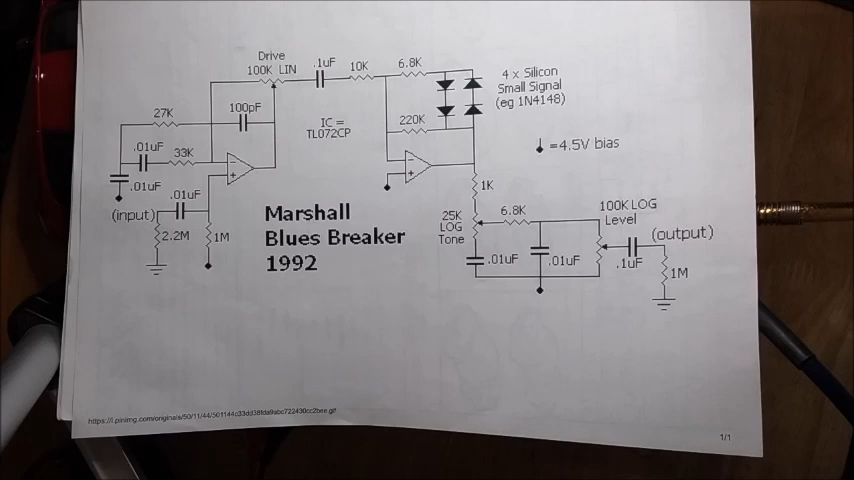 Drive
100K LIN
.1uF
10K
6.8K
4 x Silicon
Small Signal
(eg 1N4148)
27K
100pF
IC =
TL072CP
220K
.01uF
33K
=4.5V bias
.01uF
.01uF
1K
(input)
2.2M
1M
Marshall
Blues Breaker
1992
25K
LOG
Tone
6.8K
100K LOG
Level
(output)
.01uF
.01uF
.1uF
1M
-
+
-
+
1/1